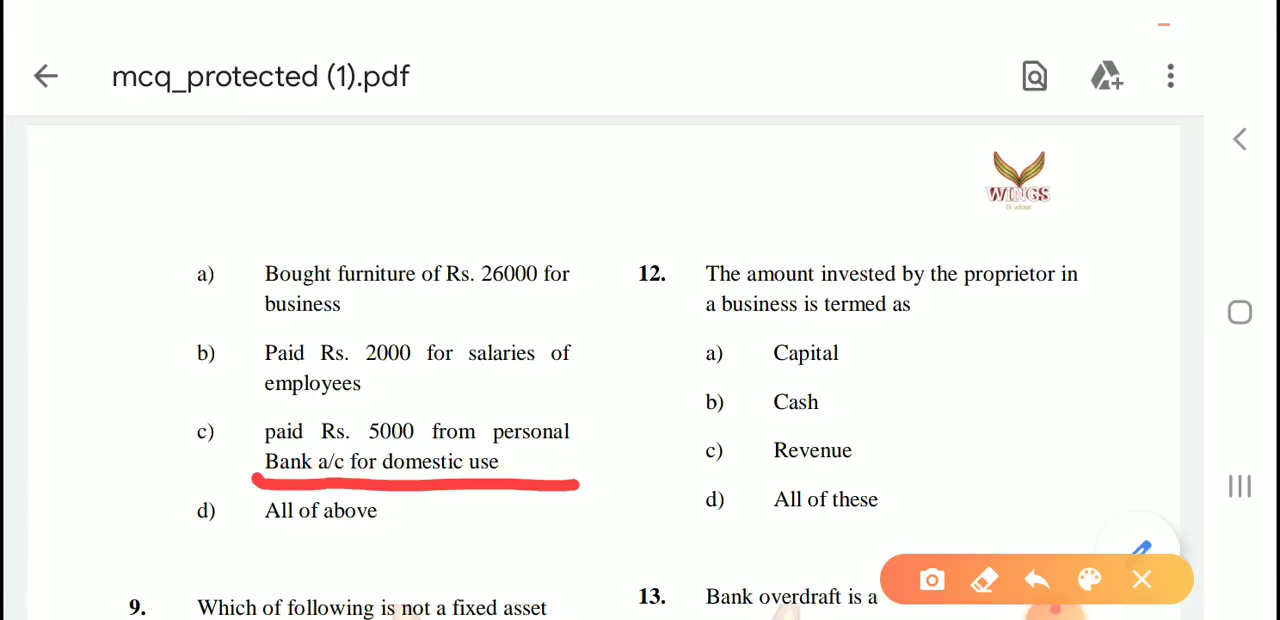 mcq_protected (1).pdf
WINGS
a) Bought furniture of Rs. 26000 for
business
b) Paid Rs. 2000 for salaries of
employees
c) paid Rs. 5000 from personal
Bank a/c for domestic use
d) All of above
9. Which of following is not a fixed asset
12. The amount invested by the proprietor in
a business is termed as
a) Capital
b) Cash
c) Revenue
d) All of these
13. Bank overdraft is a